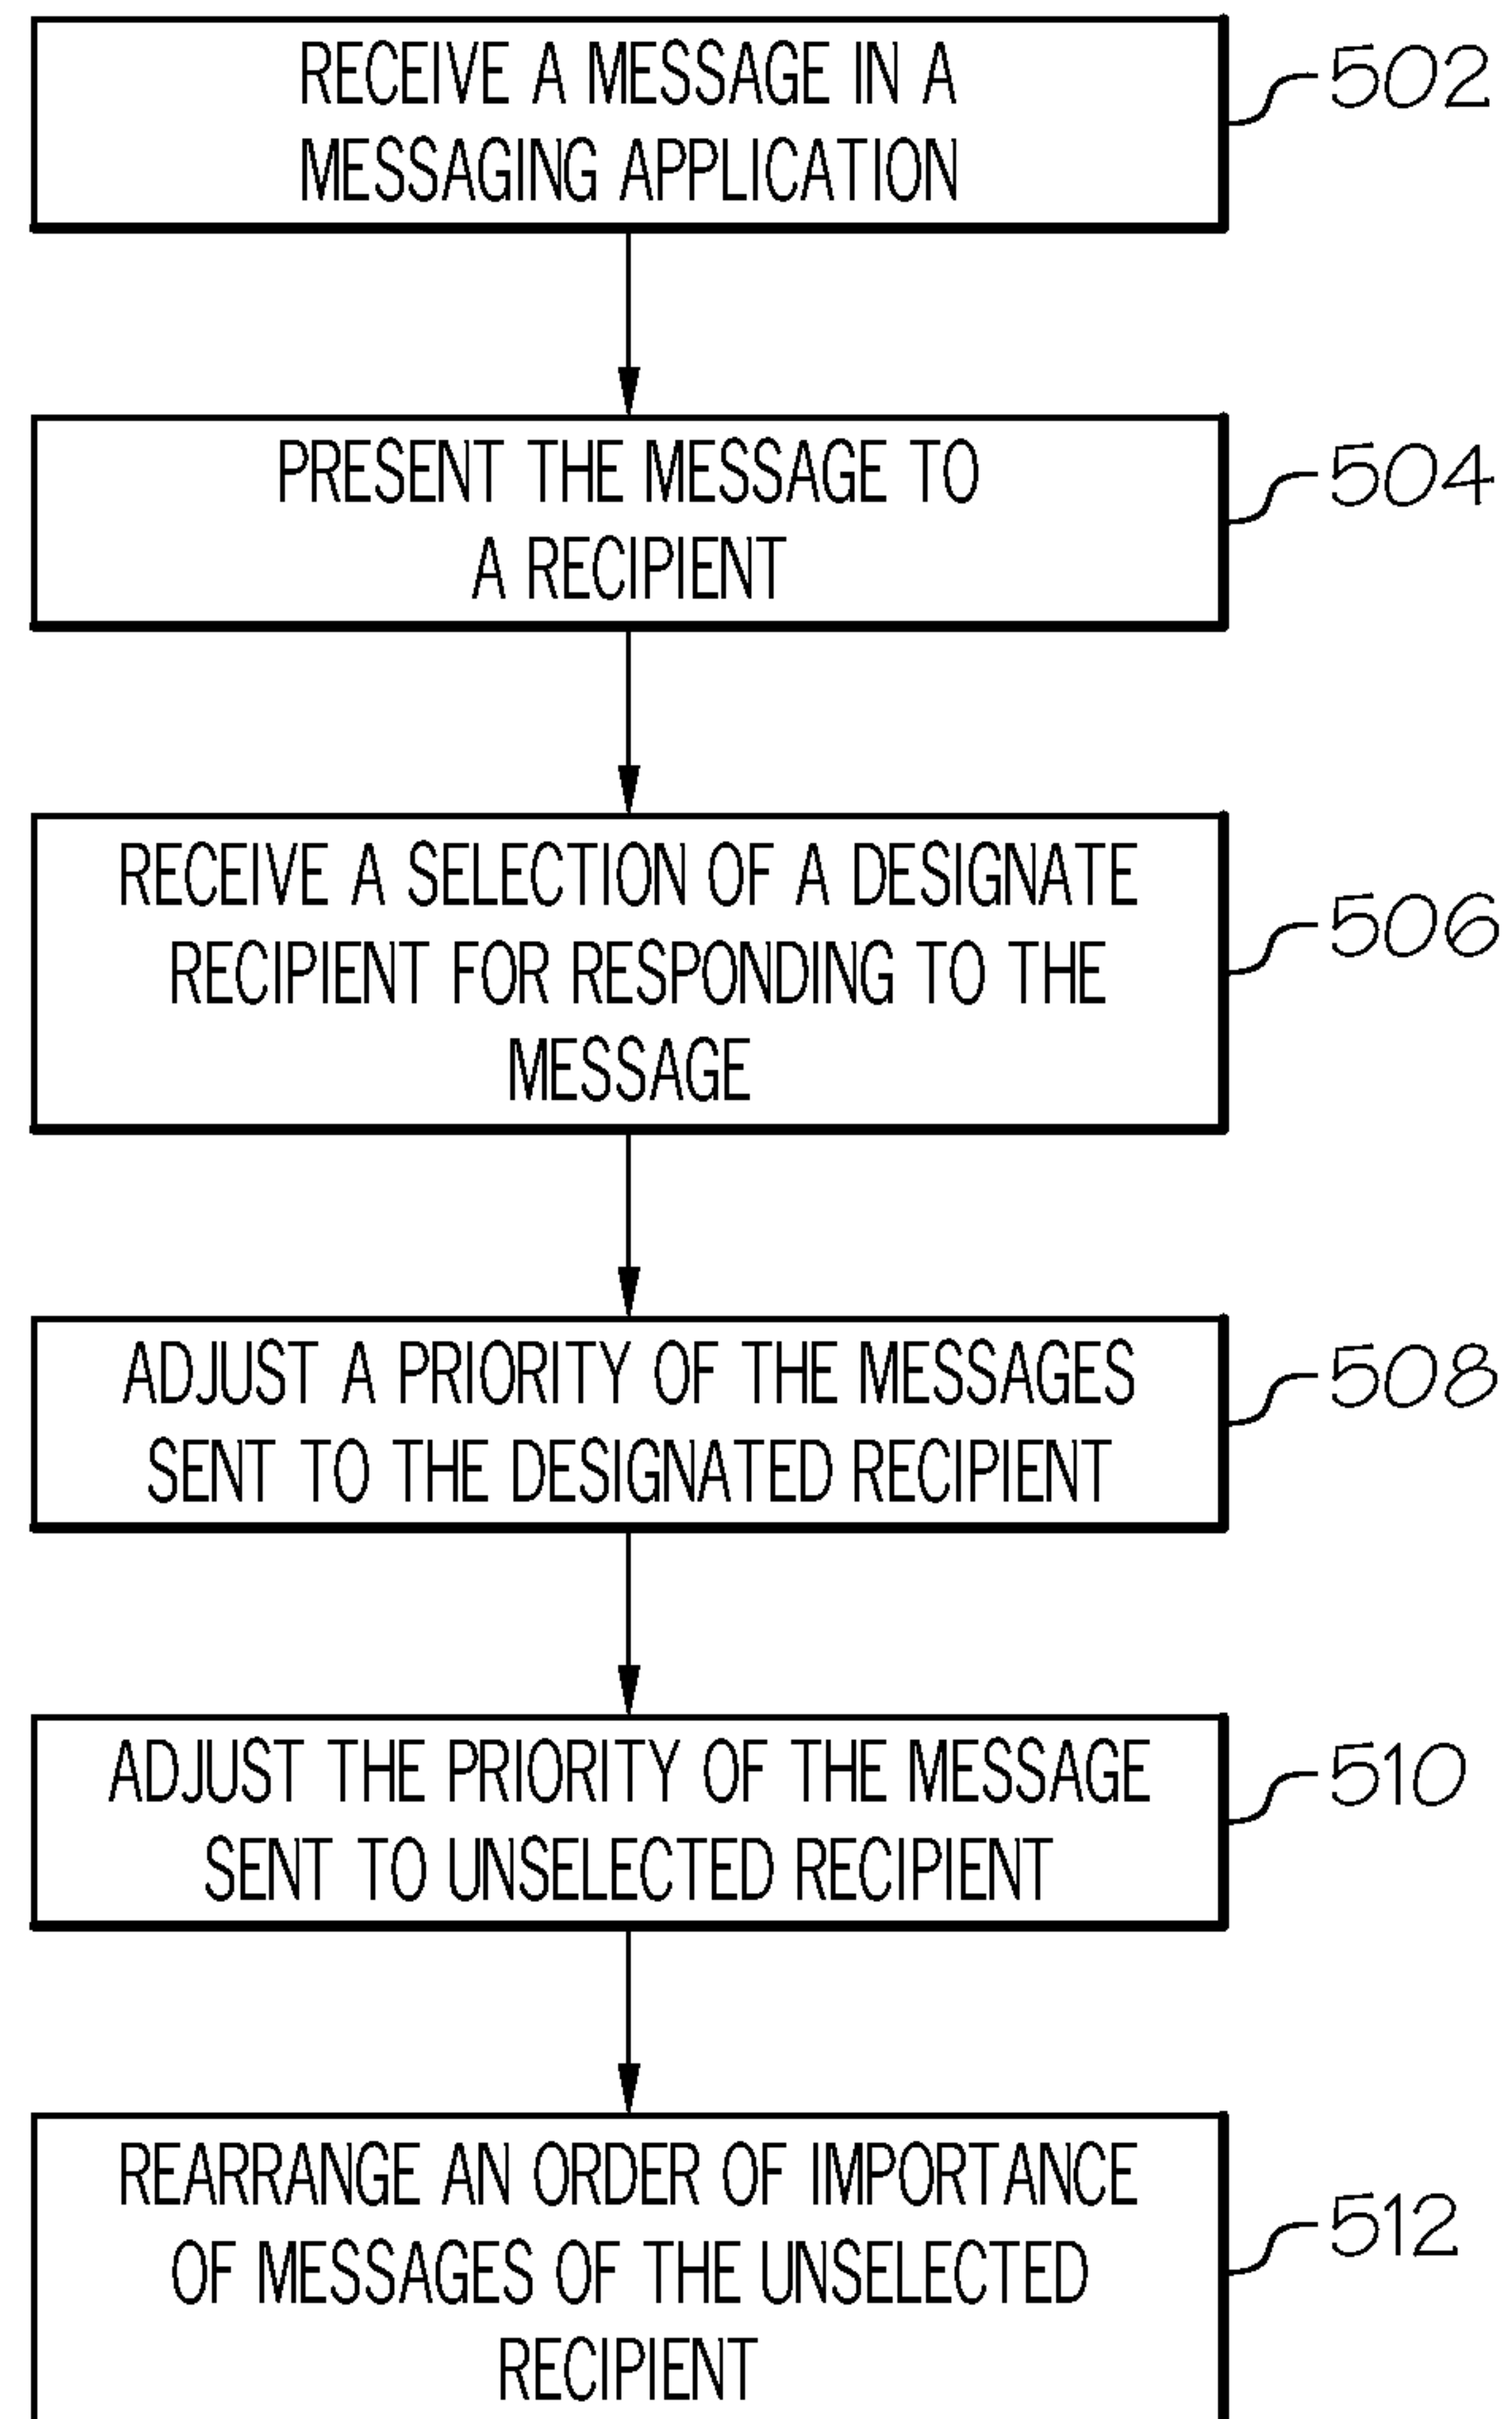 RECEIVE A MESSAGE IN A
MESSAGING APPLICATION
502
PRESENT THE MESSAGE TO
A RECIPIENT
504
RECEIVE A SELECTION OF A DESIGNATE
RECIPIENT FOR RESPONDING TO THE
MESSAGE
506
ADJUST A PRIORITY OF THE MESSAGES
SENT TO THE DESIGNATED RECIPIENT
508
ADJUST THE PRIORITY OF THE MESSAGE
SENT TO UNSELECTED RECIPIENT
510
REARRANGE AN ORDER OF IMPORTANCE
OF MESSAGES OF THE UNSELECTED
RECIPIENT
512